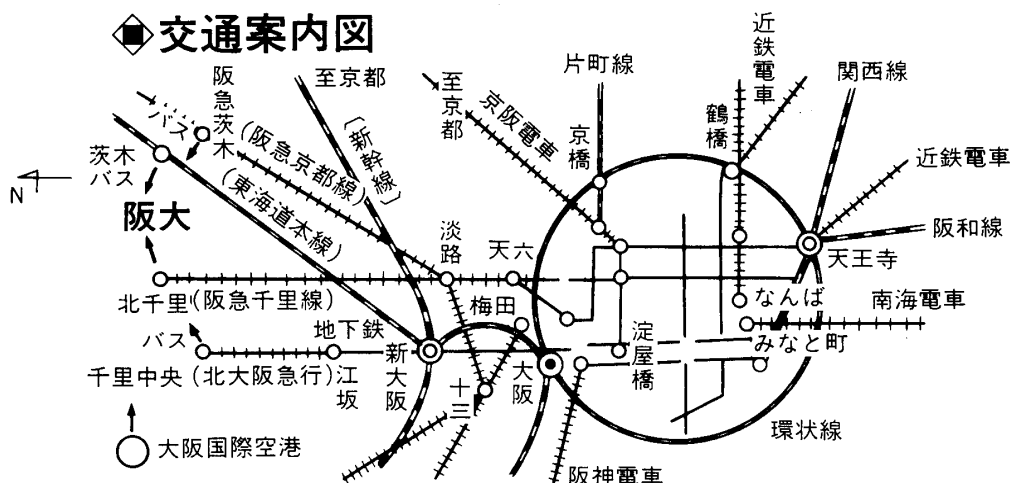 交通案内図
N
バス
阪急茨木
茨木
バス
阪大
(阪急京都線)
(東海道本線)
至京都
(新幹線)
至京都
京阪電車
片町線
京橋
近鉄電車
鶴橋
関西線
近鉄電車
阪和線
天王寺
淡路
天六
梅田
北千里(阪急千里線)
バス
地下鉄
千里中央(北大阪急行)
江坂
新大阪
十三
大阪
淀屋橋
なんば
南海電車
みなと町
環状線
阪神電車
大阪国際空港